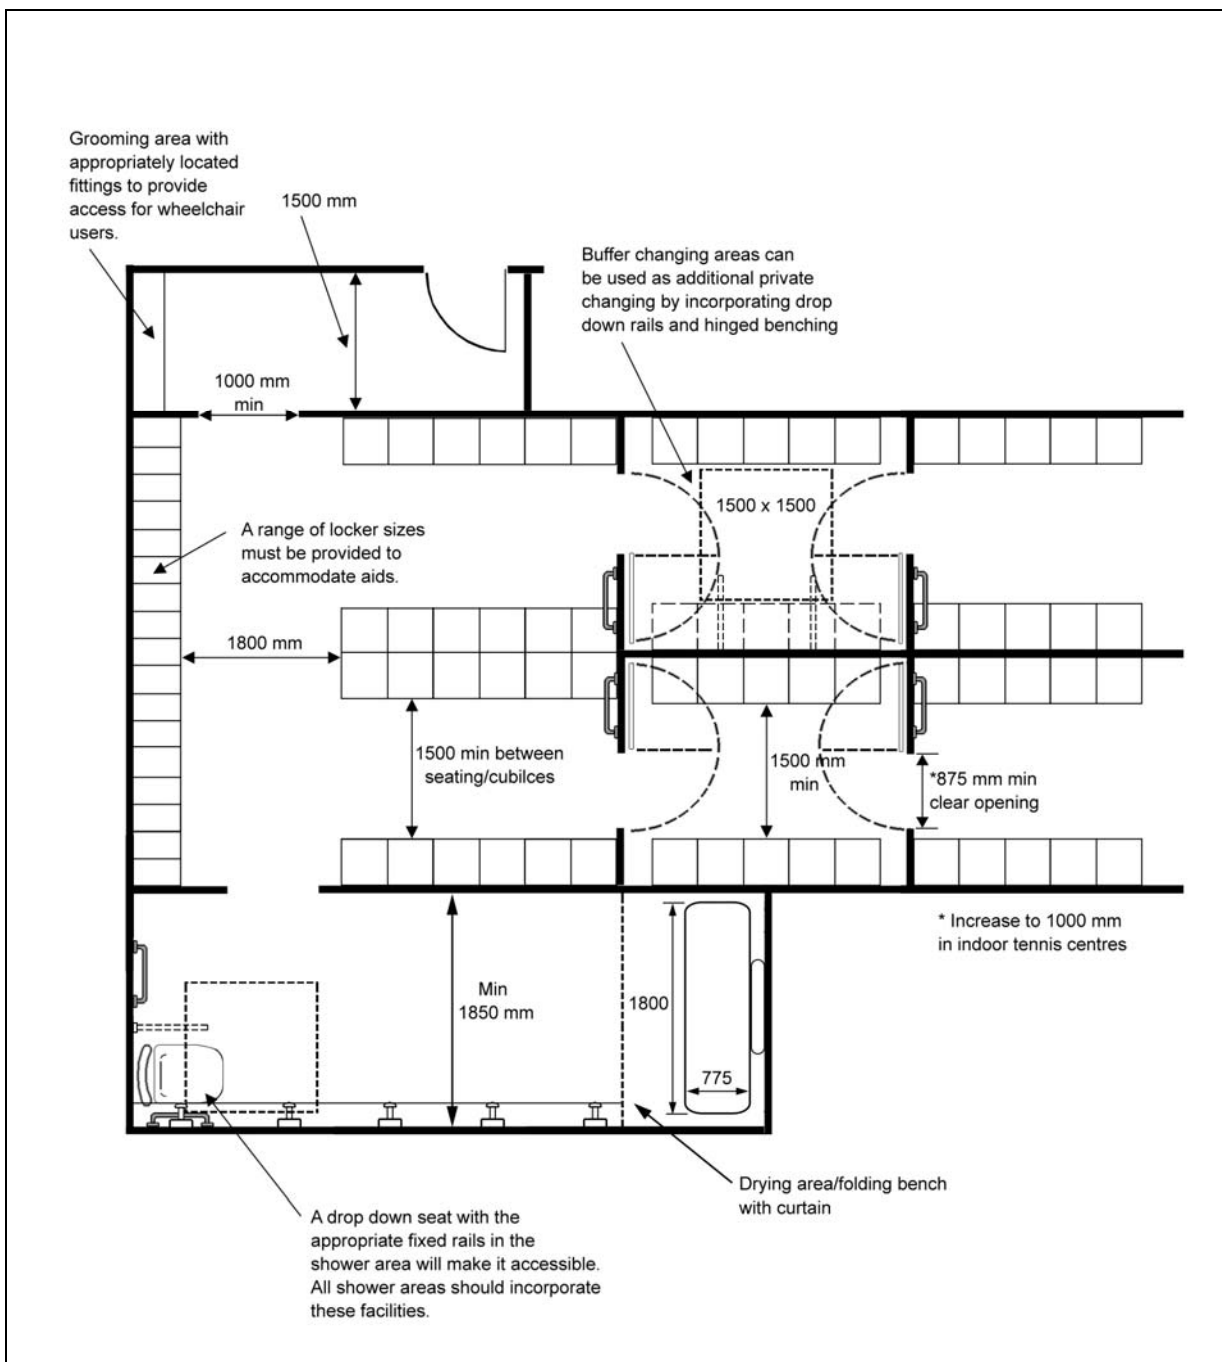 Grooming area with
appropriately located
fittings to provide
access for wheelchair
users.
1500 mm
Buffer changing areas can
be used as additional private
changing by incorporating drop
down rails and hinged benching
1000 mm
min
1500 x 1500
A range of locker sizes
must be provided to
accommodate aids.
1800 mm
1500 min between
seating/cubilces
1500 mm
min
*875 mm min
clear opening
* Increase to 1000 mm
in indoor tennis centres
Min
1850 mm
1800
775
Drying area/folding bench
with curtain
A drop down seat with the
appropriate fixed rails in the
shower area will make it accessible.
All shower areas should incorporate
these facilities.